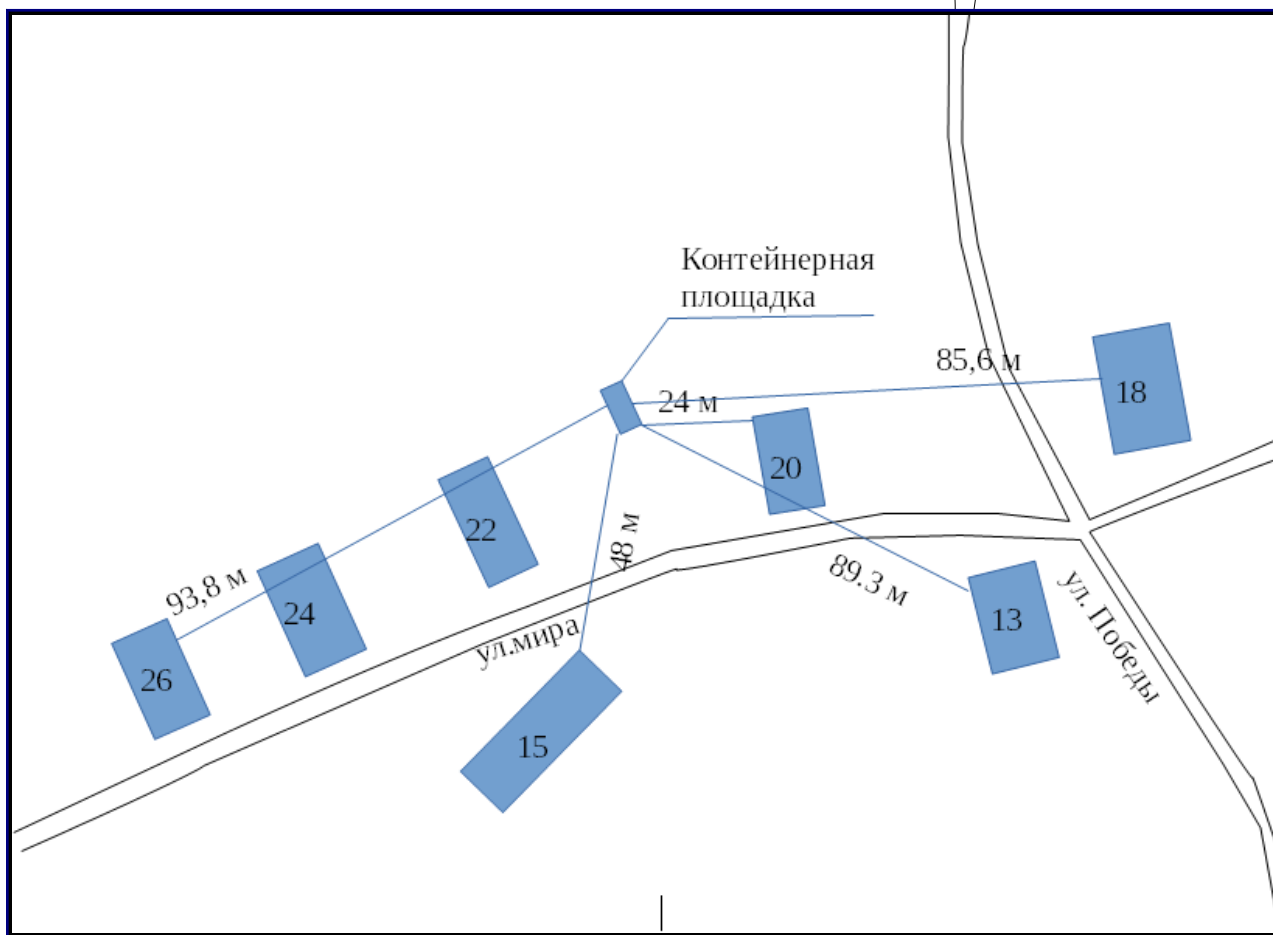 Контейнерная
площадка
85,6 м
18
24 м
20
22
48 м
93,8 м
24
89.3 м
ул. Победы
13
ул.мира
26
15